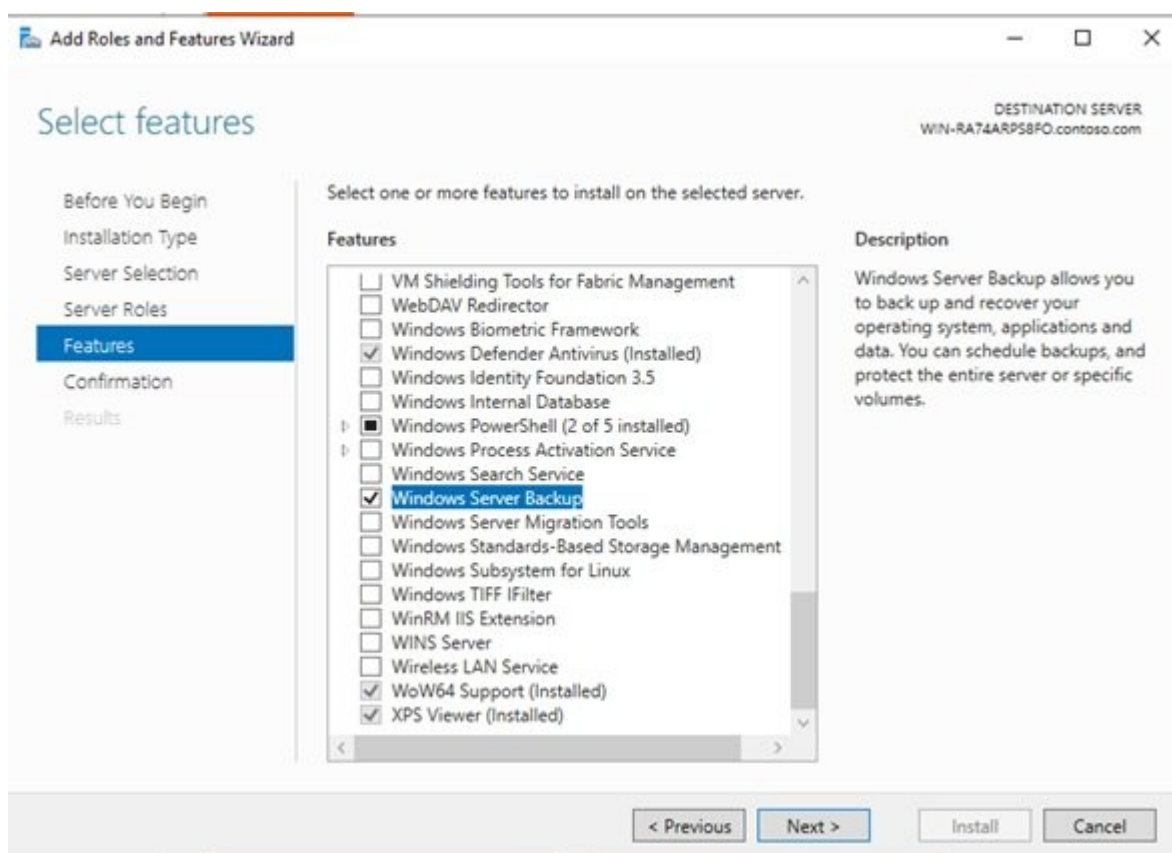 Add Roles and Features Wizard
Select features
DESTINATION SERVER
WIN-RA74ARPS8FO.contoso.com
Before You Begin
Installation Type
Server Selection
Server Roles
Features
Confirmation
Results
Select one or more features to install on the selected server.
Features
VM Shielding Tools for Fabric Management
WebDAV Redirector
Windows Biometric Framework
Windows Defender Antivirus (Installed)
Windows Identity Foundation 3.5
Windows Internal Database
Windows PowerShell (2 of 5 installed)
Windows Process Activation Service
Windows Search Service
Windows Server Backup
Windows Server Migration Tools
Windows Standards-Based Storage Management
Windows Subsystem for Linux
Windows TIFF IFilter
WinRM IIS Extension
WINS Server
Wireless LAN Service
WoW64 Support (Installed)
XPS Viewer (Installed)
Description
Windows Server Backup allows you
to back up and recover your
operating system, applications and
data. You can schedule backups, and
protect the entire server or specific
volumes.
< Previous
Next >
Install
Cancel